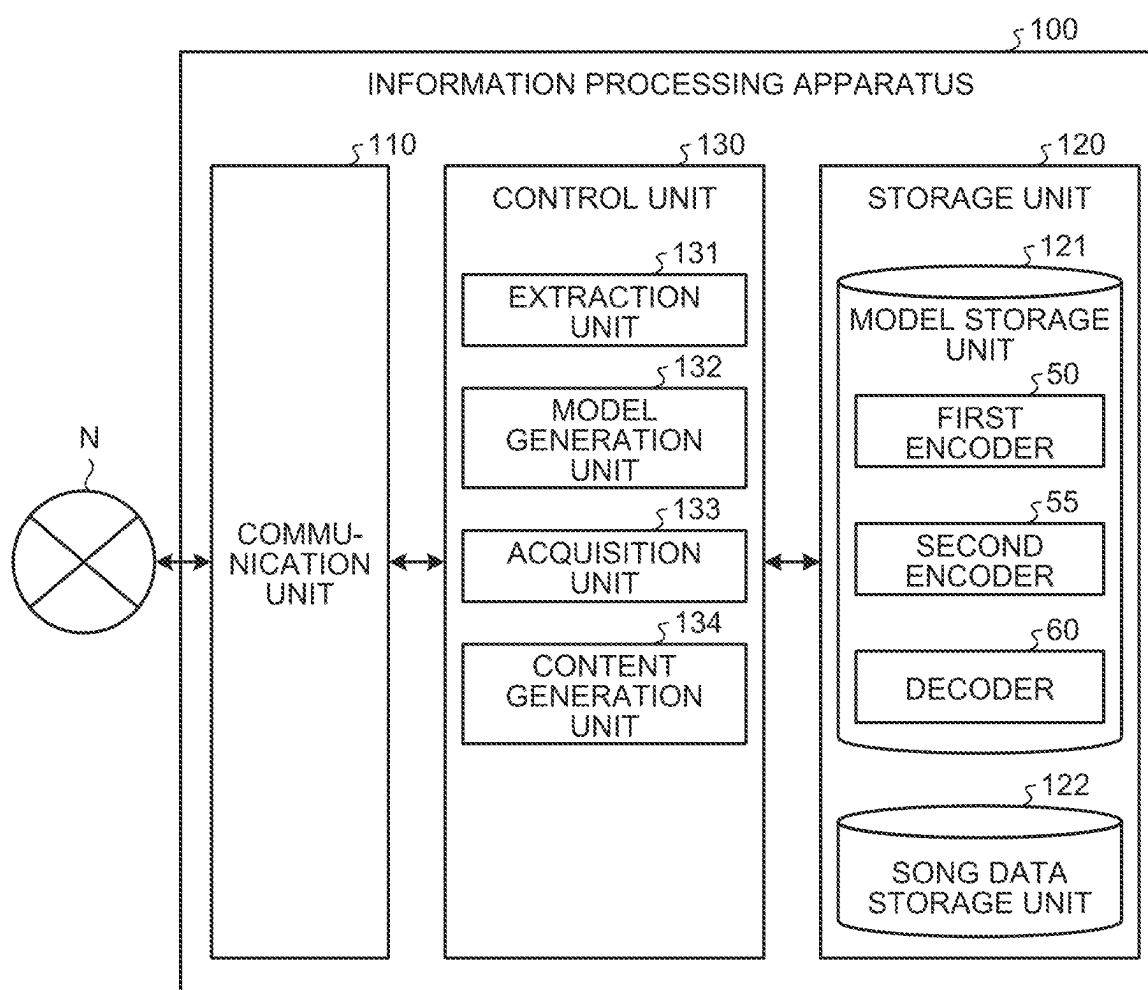 100
INFORMATION PROCESSING APPARATUS
110
130
120
CONTROL UNIT
STORAGE UNIT
131
EXTRACTION
UNIT
132
MODEL
GENERATION
UNIT
133
ACQUISITION
UNIT
134
CONTENT
GENERATION
UNIT
121
MODEL STORAGE
UNIT
50
FIRST
ENCODER
55
SECOND
ENCODER
60
DECODER
122
SONG DATA
STORAGE UNIT
N
COMMU-
NICATION
UNIT